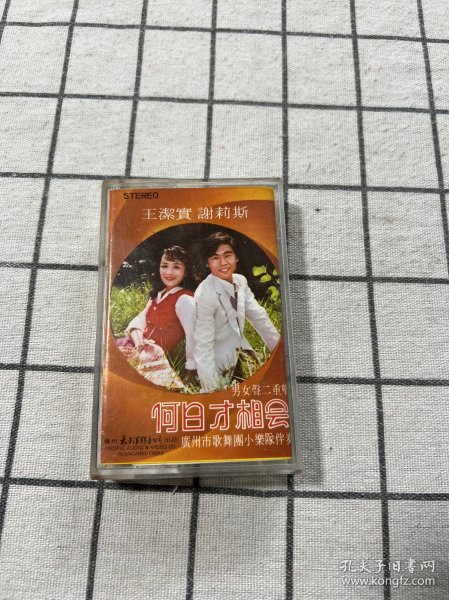 STEREO
王潔實 謝莉斯
男女聲二重唱
何日才相会
廣州市歌舞團小樂隊伴奏
廣州
PACIFIC AUDIO & VIDEO CO.
GUANGZHOU CHINA
孔夫子旧书网
www.kongfz.com